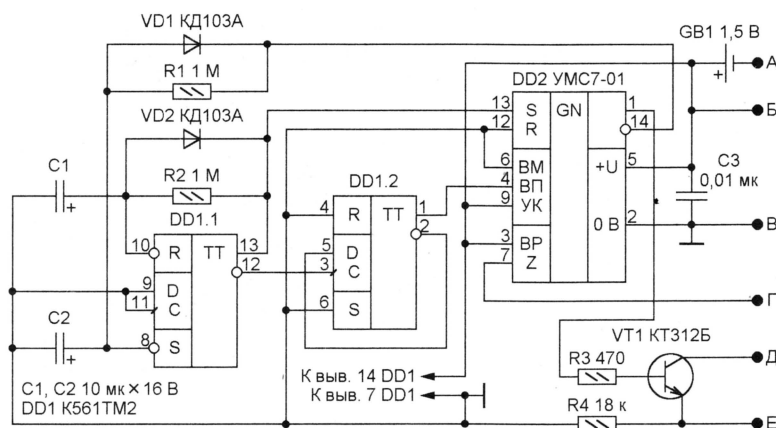 VD1 КД103А
GB1 1,5 В
+
А
R1 1 М
DD2 УМС7-01
VD2 КД103А
13 S GN 1
12 R 14
Б
C1
+
R2 1 М
6 ВМ +U 5
4 ВП
9 УК
C3
0,01 мк
DD1.2
DD1.1
4 R TT 1
2
5 D
3 C
6 S
0 В 2
В
3 ВР
7 Z
10 R TT 13
12
9 D
11 C
8 S
Г
C2
+
VT1 КТ312Б
Д
R3 470
C1, C2 10 мк × 16 В
DD1 К561ТМ2
К выв. 14 DD1
К выв. 7 DD1
R4 18 к
Е